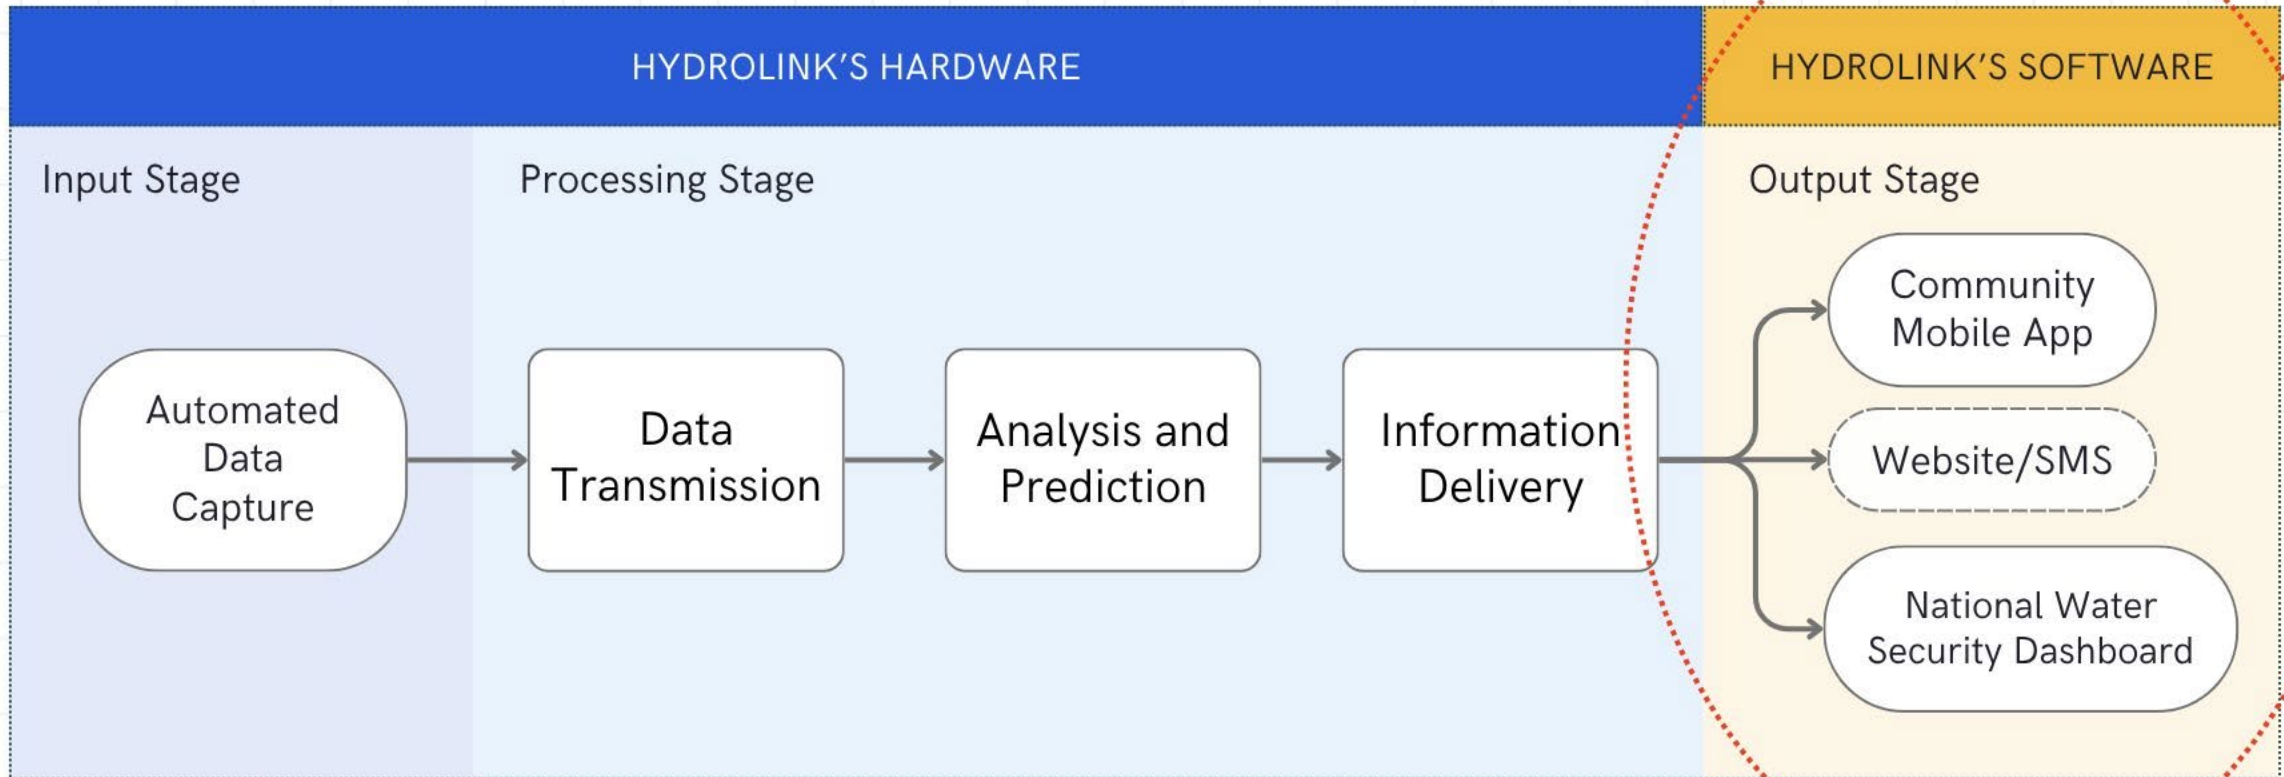 HYDROLINK’S HARDWARE
HYDROLINK’S SOFTWARE
Input Stage
Processing Stage
Output Stage
Automated
Data
Capture
Data
Transmission
Analysis and
Prediction
Information
Delivery
Community
Mobile App
Website/SMS
National Water
Security Dashboard